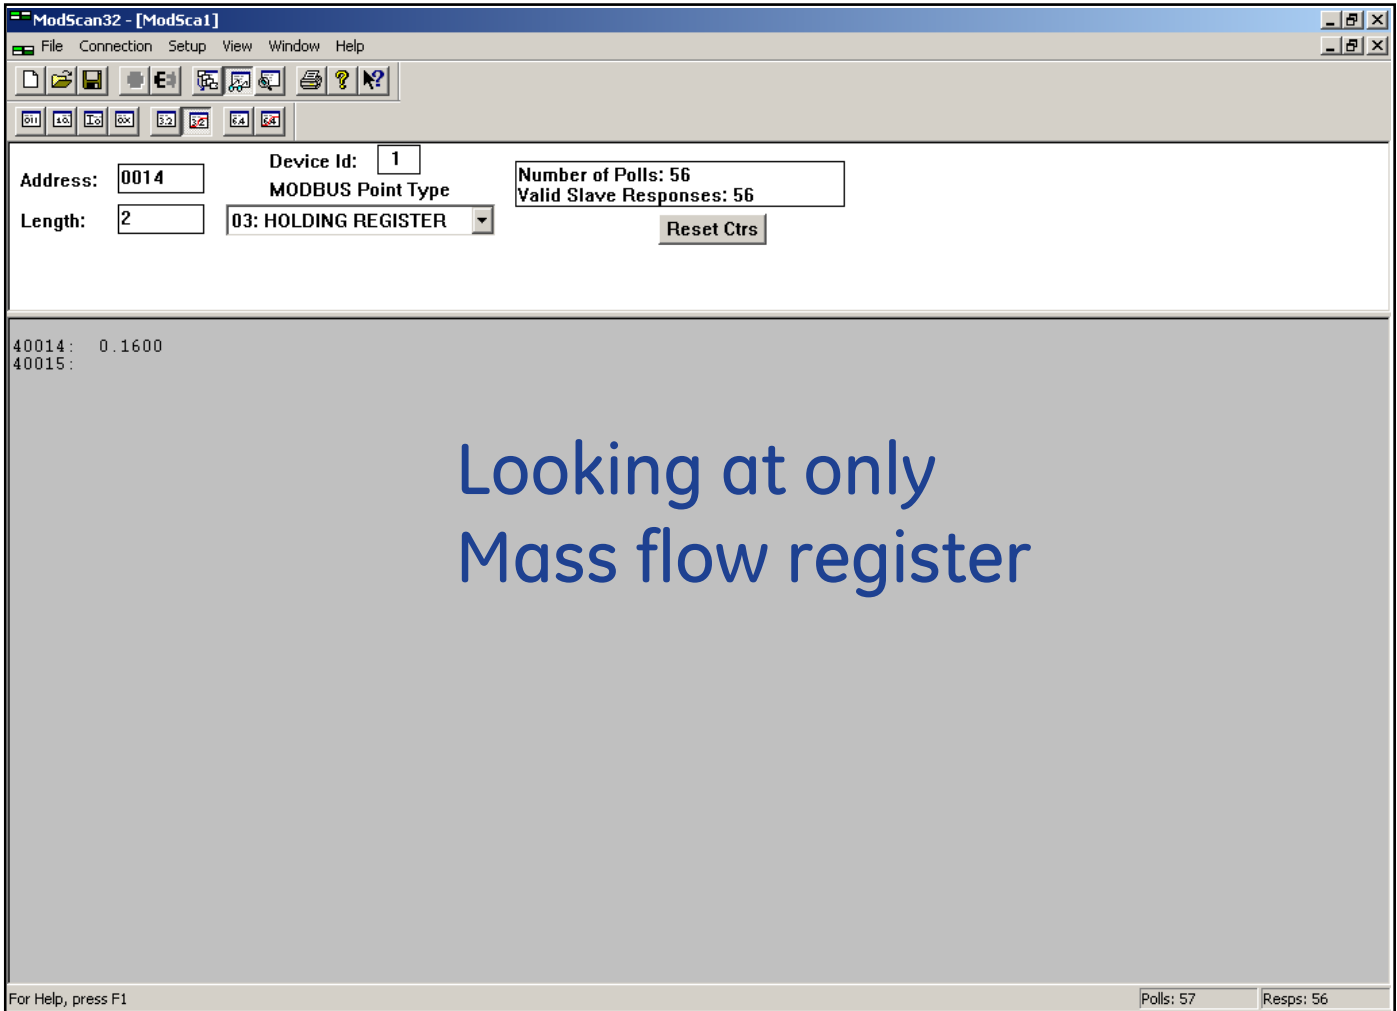 ModScan32 - [ModSca1]
File Connection Setup View Window Help
Address: 0014
Device Id: 1
MODBUS Point Type
Length: 2
03: HOLDING REGISTER
Number of Polls: 56
Valid Slave Responses: 56
Reset Ctrs
40014: 0.1600
40015:
Looking at only
Mass flow register
For Help, press F1
Polls: 57
Resps: 56